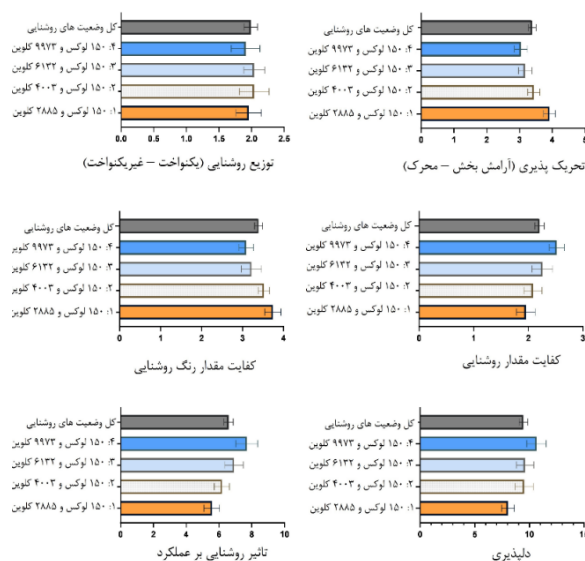 کل وضعیت های روشنایی
۴: ۱۵۰ لوکس و ۹۹۷۳ کلوین
۳: ۱۵۰ لوکس و ۶۱۳۲ کلوین
۲: ۱۵۰ لوکس و ۴۰۰۳ کلوین
۱: ۱۵۰ لوکس و ۲۸۸۵ کلوین
0 1 2 3 4 5
تحریک پذیری (آرامش بخش – محرک)
کل وضعیت های روشنایی
۴: ۱۵۰ لوکس و ۹۹۷۳ کلوین
۳: ۱۵۰ لوکس و ۶۱۳۲ کلوین
۲: ۱۵۰ لوکس و ۴۰۰۳ کلوین
۱: ۱۵۰ لوکس و ۲۸۸۵ کلوین
0.0 0.5 1.0 1.5 2.0 2.5
توزیع روشنایی (یکنواخت – غیریکنواخت)
کل وضعیت های روشنایی
۴: ۱۵۰ لوکس و ۹۹۷۳ کلوین
۳: ۱۵۰ لوکس و ۶۱۳۲ کلوین
۲: ۱۵۰ لوکس و ۴۰۰۳ کلوین
۱: ۱۵۰ لوکس و ۲۸۸۵ کلوین
0 1 2 3
کفایت مقدار روشنایی
کل وضعیت های روشنایی
۴: ۱۵۰ لوکس و ۹۹۷۳ کلوین
۳: ۱۵۰ لوکس و ۶۱۳۲ کلوین
۲: ۱۵۰ لوکس و ۴۰۰۳ کلویر
۱: ۱۵۰ لوکس و ۲۸۸۵ کلوین
0 1 2 3 4
کفایت مقدار رنگ روشنایی
کل وضعیت های روشنایی
۴: ۱۵۰ لوکس و ۹۹۷۳ کلوین
۳: ۱۵۰ لوکس و ۶۱۳۲ کلوین
۲: ۱۵۰ لوکس و ۴۰۰۳ کلوین
۱: ۱۵۰ لوکس و ۲۸۸۵ کلوین
0 5 10
دلپذیری
کل وضعیت های روشنایی
۴: ۱۵۰ لوکس و ۹۹۷۳ کلوین
۳: ۱۵۰ لوکس و ۶۱۳۲ کلوین
۲: ۱۵۰ لوکس و ۴۰۰۳ کلوین
۱: ۱۵۰ لوکس و ۲۸۸۵ کلوین
0 2 4 6 8 10
تاثیر روشنایی بر عملکرد